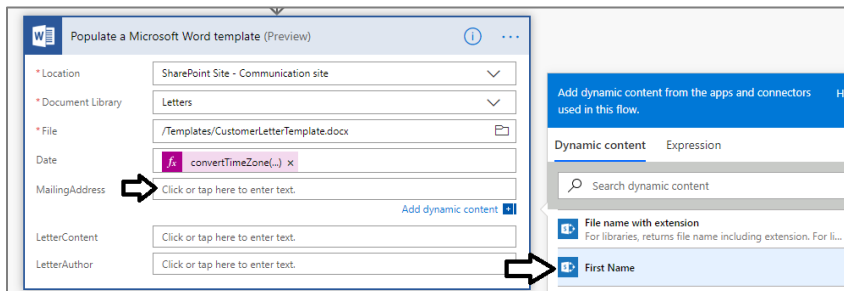 Populate a Microsoft Word template (Preview)
* Location
SharePoint Site - Communication site
* Document Library
Letters
* File
/Templates/CustomerLetterTemplate.docx
Date
fx convertTimeZone(...) ×
MailingAddress
Click or tap here to enter text.
Add dynamic content
LetterContent
Click or tap here to enter text.
LetterAuthor
Click or tap here to enter text.
Add dynamic content from the apps and connectors
used in this flow.
H
Dynamic content Expression
Search dynamic content
File name with extension
For libraries, returns file name including extension. For li...
First Name